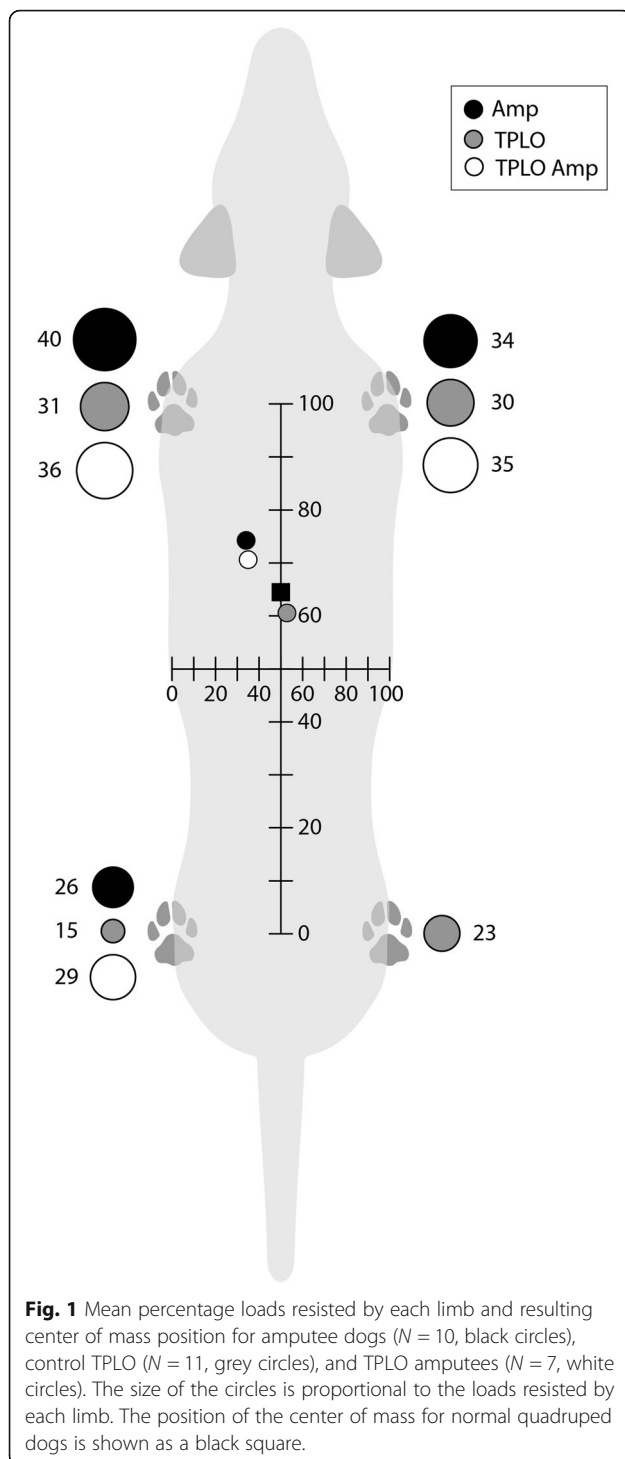 Amp
TPLO
TPLO Amp
40
34
31
30
36
35
100
80
60
0 20 40 60 80 100
40
20
0
26
15
29
23
Fig. 1 Mean percentage loads resisted by each limb and resulting
center of mass position for amputee dogs (N = 10, black circles),
control TPLO (N = 11, grey circles), and TPLO amputees (N = 7, white
circles). The size of the circles is proportional to the loads resisted by
each limb. The position of the center of mass for normal quadruped
dogs is shown as a black square.